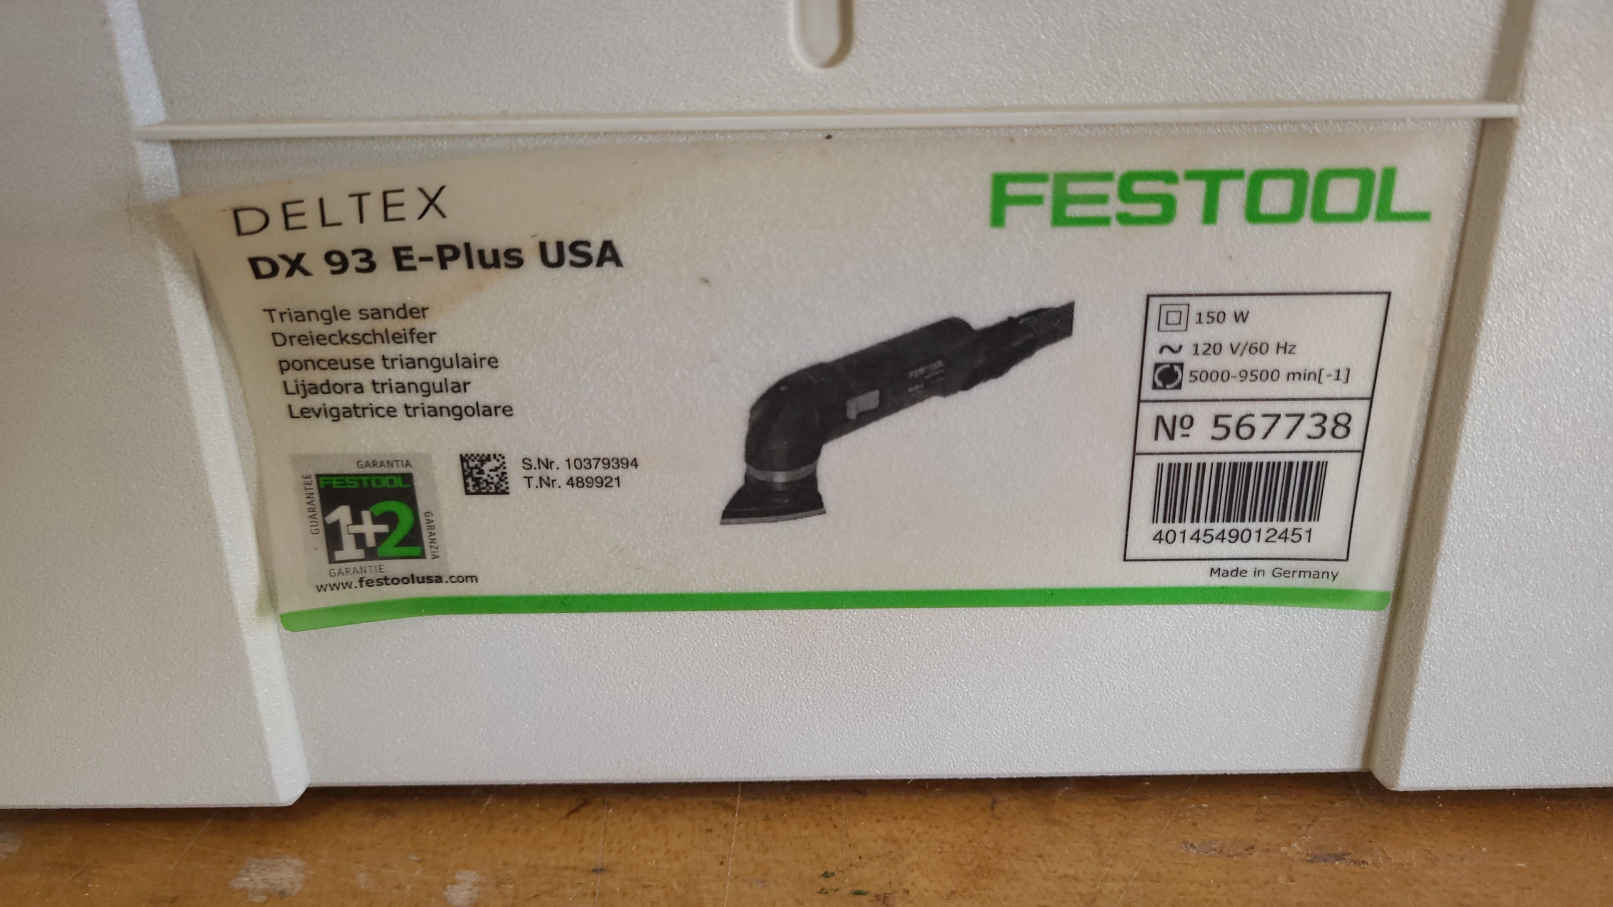 DELTEX
DX 93 E-Plus USA
FESTOOL
Triangle sander
Dreieckschleifer
ponceuse triangulaire
Lijadora triangular
Levigatrice triangolare
GARANTIA
GUARANTEE
FESTOOL
1+2
GARANZIA
GARANTIE
www.festoolusa.com
S.Nr. 10379394
T.Nr. 489921
150 W
~ 120 V/60 Hz
5000-9500 min[-1]
Nº 567738
4014549012451
Made in Germany